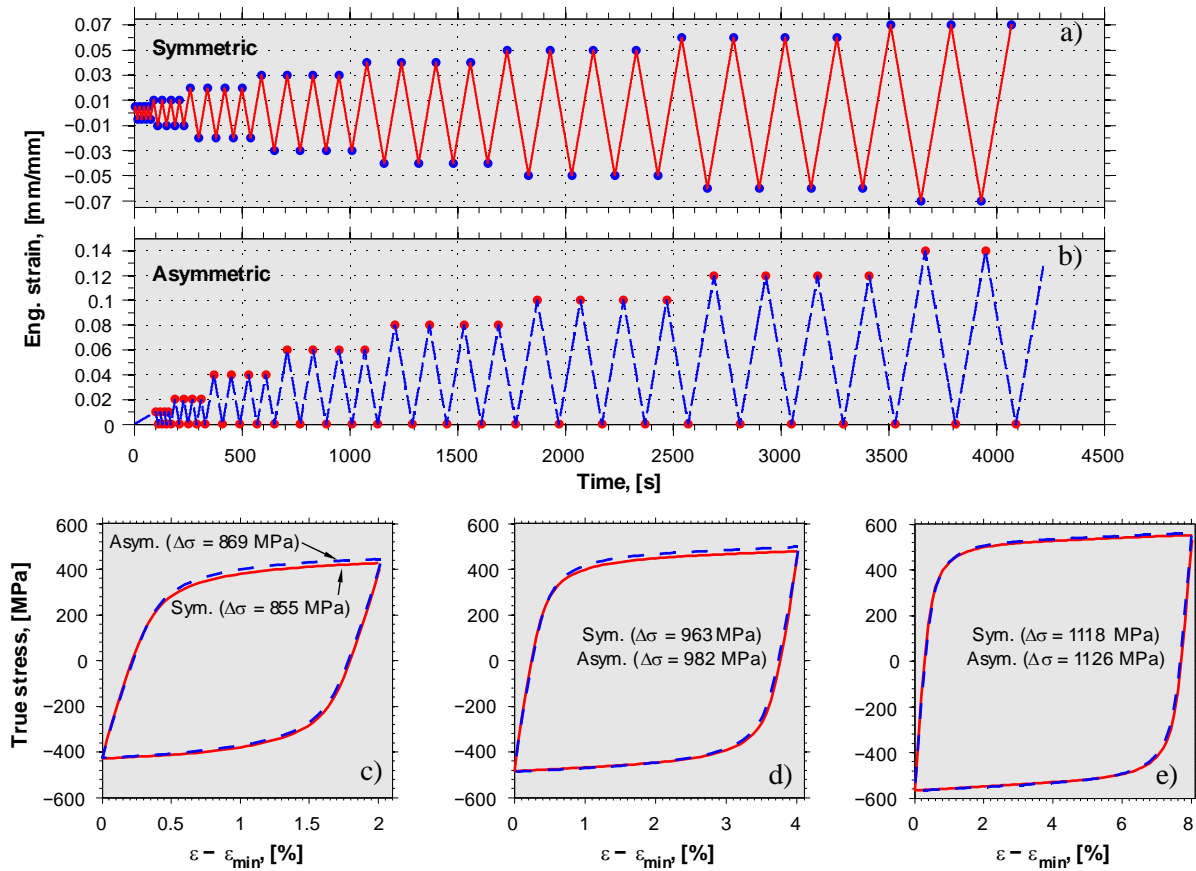 Eng. strain, [mm/mm]
0.07
0.05
0.03
0.01
−0.01
−0.03
−0.05
−0.07
Symmetric
a)
0.14
0.12
0.1
0.08
0.06
0.04
0.02
0
Asymmetric
b)
0 500 1000 1500 2000 2500 3000 3500 4000 4500
Time, [s]
True stress, [MPa]
600
400
200
0
−200
−400
−600
Asym. (Δσ = 869 MPa)
Sym. (Δσ = 855 MPa)
c)
0 0.5 1 1.5 2
ε − εmin, [%]
600
400
200
0
−200
−400
−600
Sym. (Δσ = 963 MPa)
Asym. (Δσ = 982 MPa)
d)
0 1 2 3 4
ε − εmin, [%]
600
400
200
0
−200
−400
−600
Sym. (Δσ = 1118 MPa)
Asym. (Δσ = 1126 MPa)
e)
0 2 4 6 8
ε − εmin, [%]